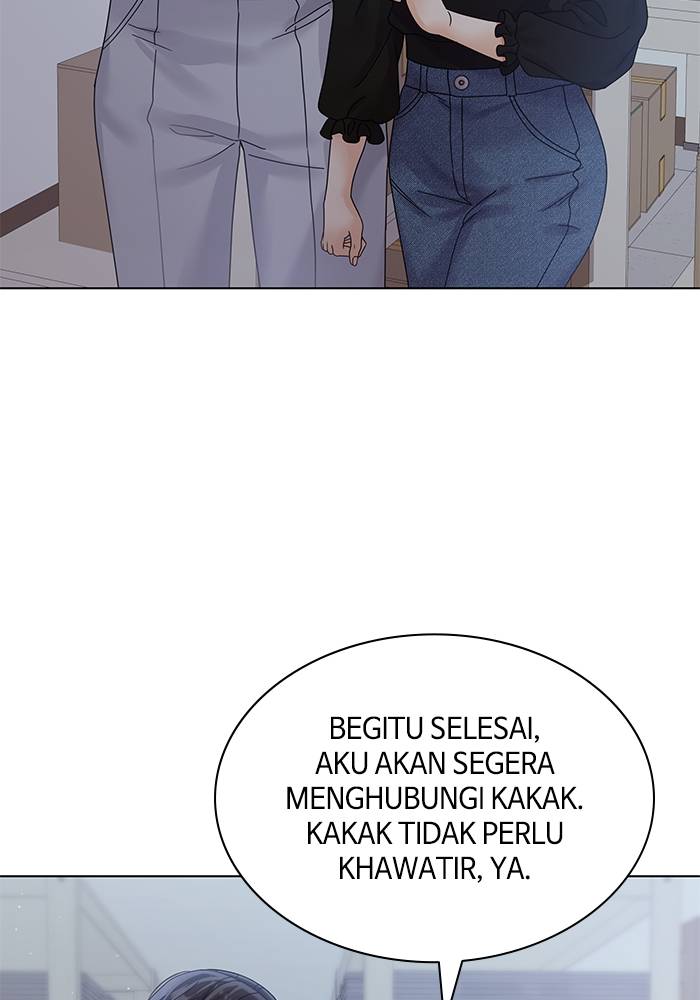 BEGITU SELESAI,
AKU AKAN SEGERA
MENGHUBUNGI KAKAK.
KAKAK TIDAK PERLU
KHAWATIR, YA.